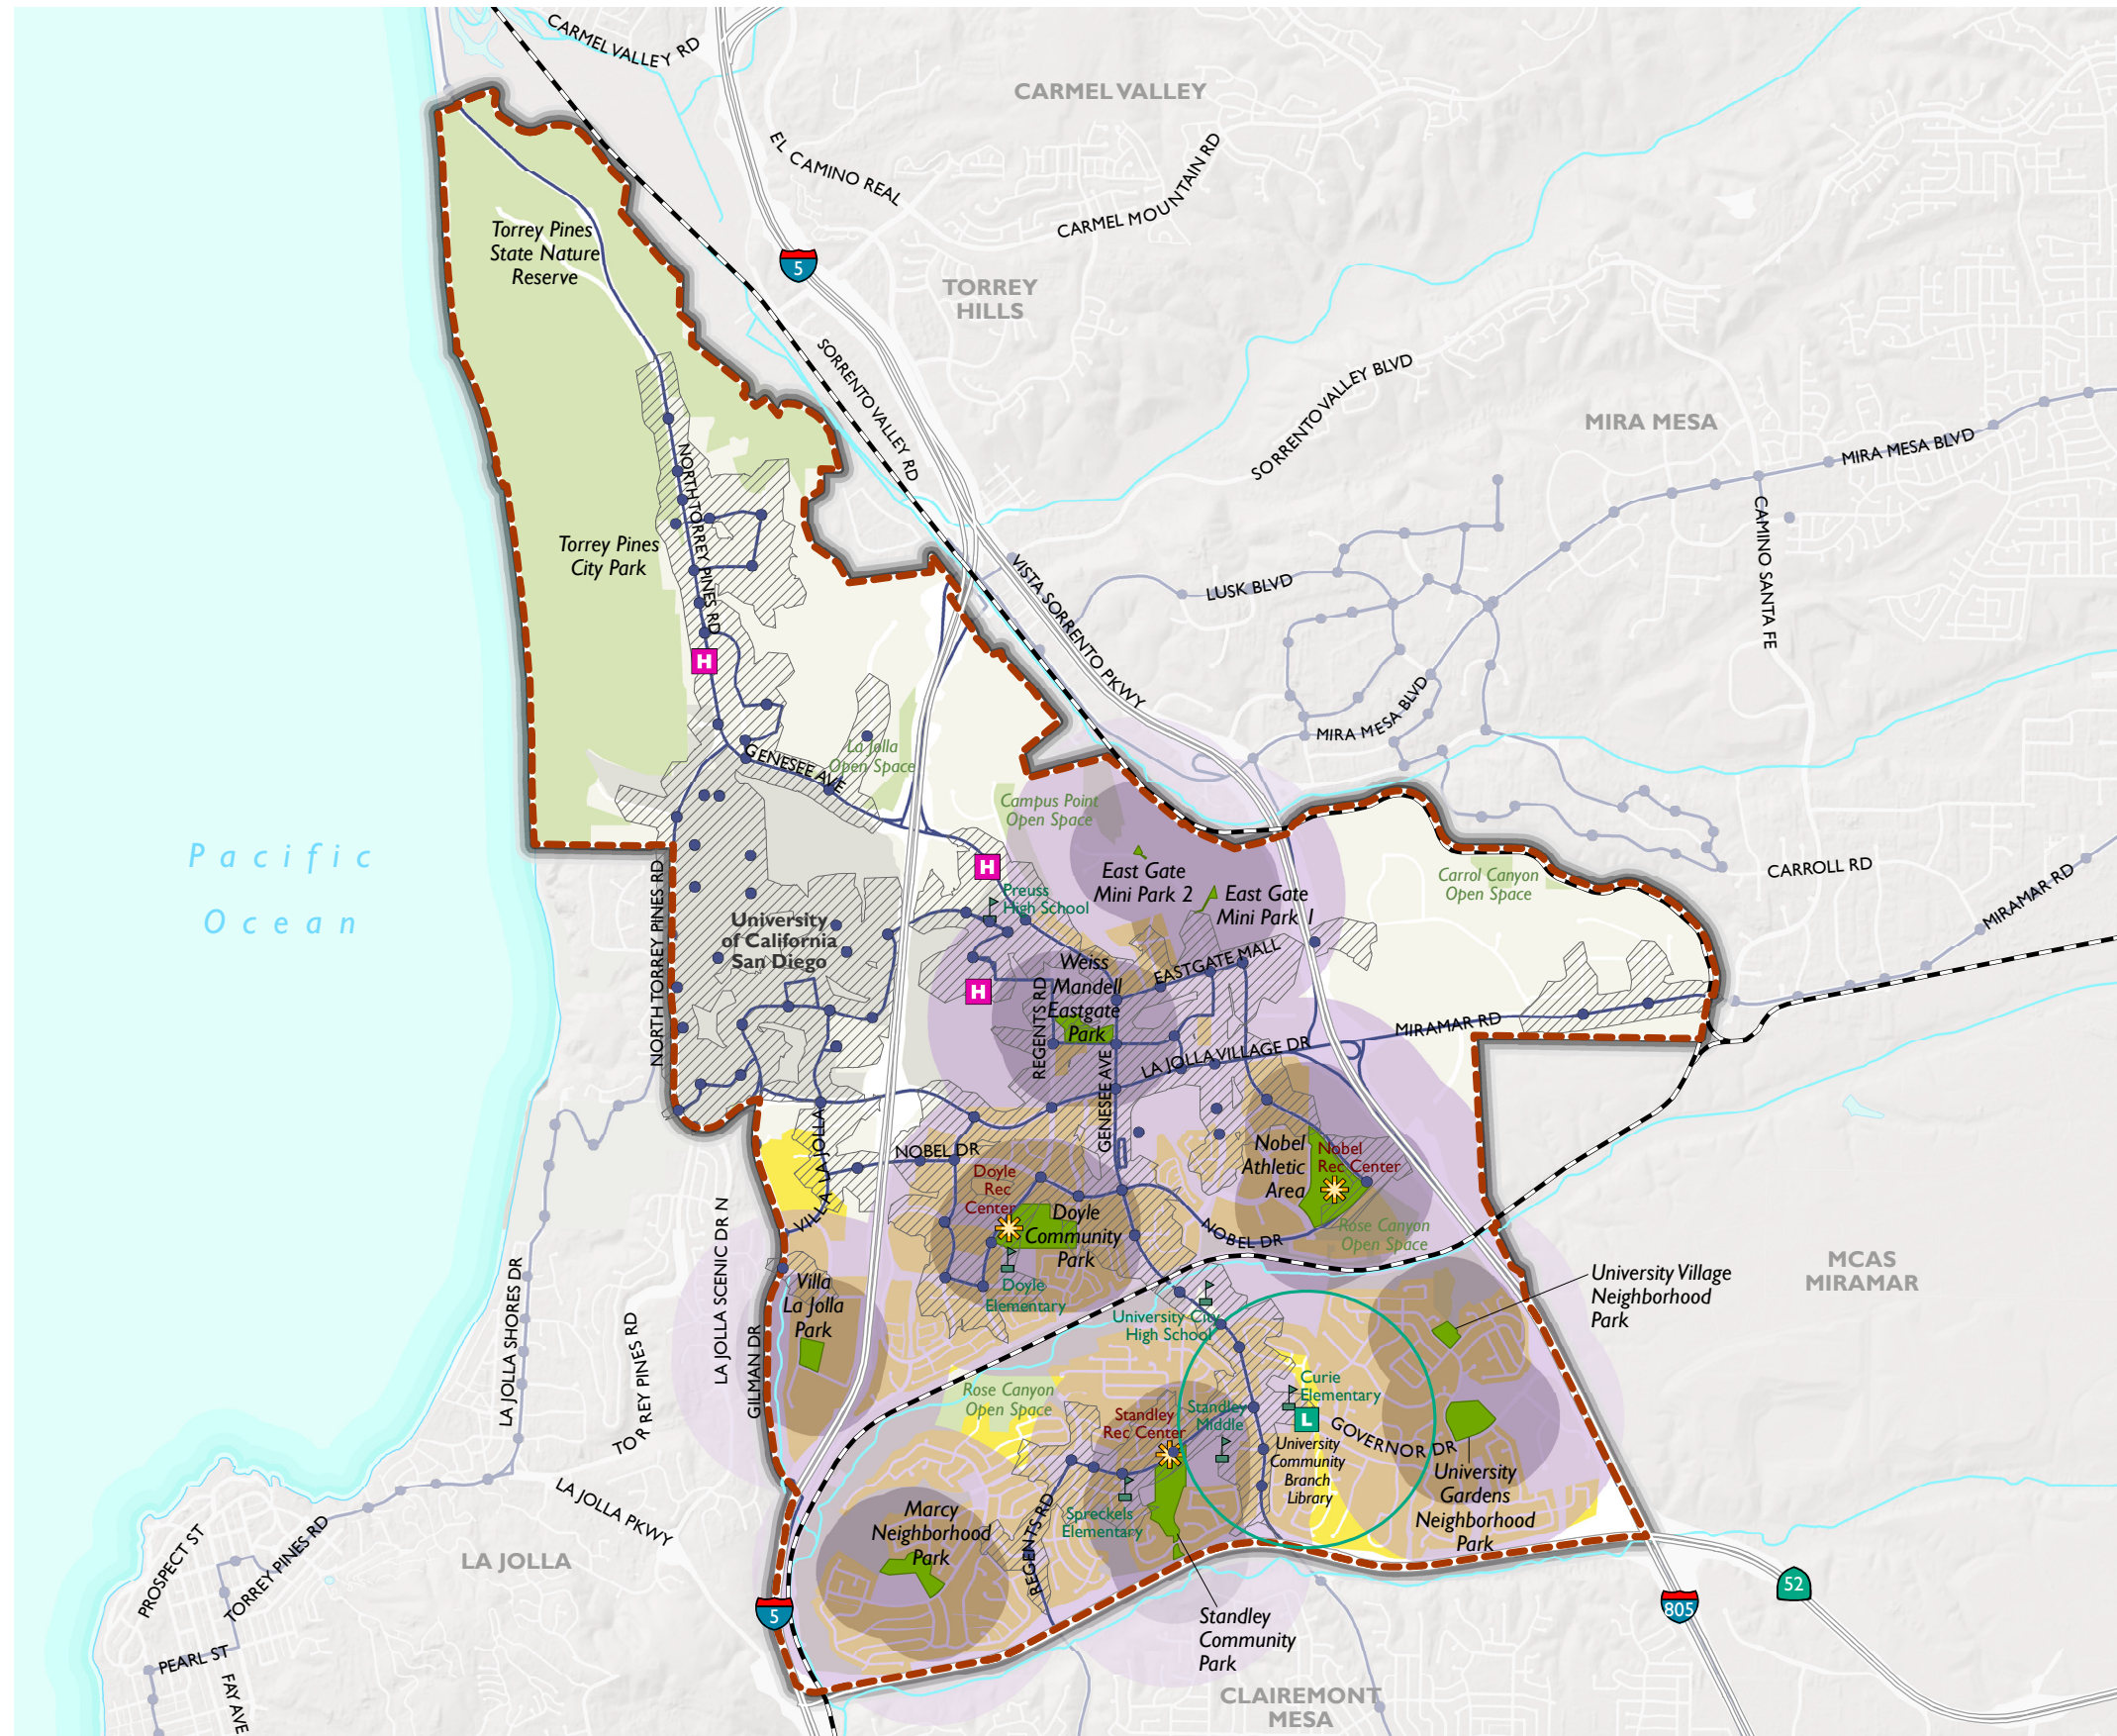 CARMEL VALLEY RD
CARMEL VALLEY
EL CAMINO REAL
CARMEL MOUNTAIN RD
Torrey Pines
State Nature
Reserve
5
TORREY
HILLS
SORRENTO VALLEY RD
SORRENTO VALLEY BLVD
MIRA MESA
MIRA MESA BLVD
CAMINO SANTA FE
NORTH TORREY PINES RD
Torrey Pines
City Park
VISTA SORRENTO PKWY
LUSK BLVD
H
MIRA MESA BLVD
GENESEE AVE
La Jolla
Open Space
Campus Point
Open Space
Pacific
Ocean
H
Preuss
High School
East Gate
Mini Park 2
East Gate
Mini Park 1
Carrol Canyon
Open Space
CARROLL RD
MIRAMAR RD
NORTH TORREY PINES RD
University
of California
San Diego
H
Weiss
Mandell
Eastgate
Park
EASTGATE MALL
REGENTS RD
GENESEE AVE
LA JOLLA VILLAGE DR
MIRAMAR RD
VILLA LA JOLLA
NOBEL DR
Doyle
Rec
Center
Doyle
Community
Park
Nobel
Athletic
Area
Nobel
Rec Center
NOBEL DR
Rose Canyon
Open Space
Doyle
Elementary
Villa
La Jolla
Park
LA JOLLA SCENIC DR N
GILMAN DR
LA JOLLA SHORES DR
TORREY PINES RD
University City
High School
University Village
Neighborhood
Park
MCAS
MIRAMAR
Rose Canyon
Open Space
Curie
Elementary
L
Standley
Rec Center
Standley
Middle
GOVERNOR DR
University
Community
Branch
Library
University
Gardens
Neighborhood
Park
Spreckels
Elementary
REGENTS RD
Marcy
Neighborhood
Park
LA JOLLA PKWY
LA JOLLA
PROSPECT ST
TORREY PINES RD
PEARL ST
FAY AVE
5
805
52
Standley
Community
Park
CLAIREMONT
MESA